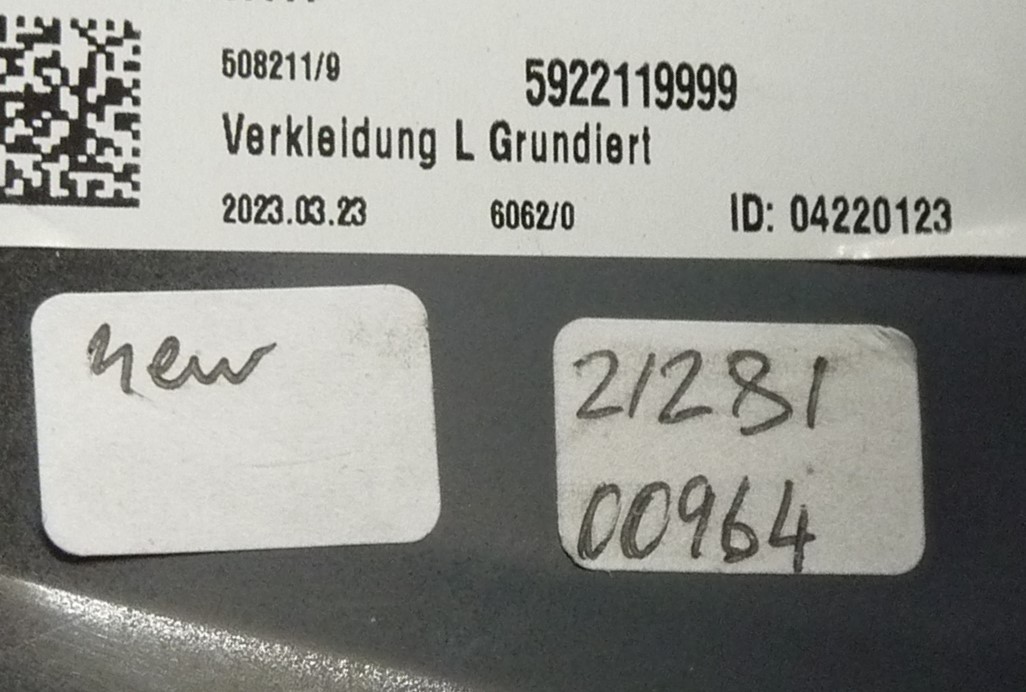 508211/9 5922119999
Verkleidung L Grundiert
2023.03.23 6062/0 ID: 04220123
new
21281
00964